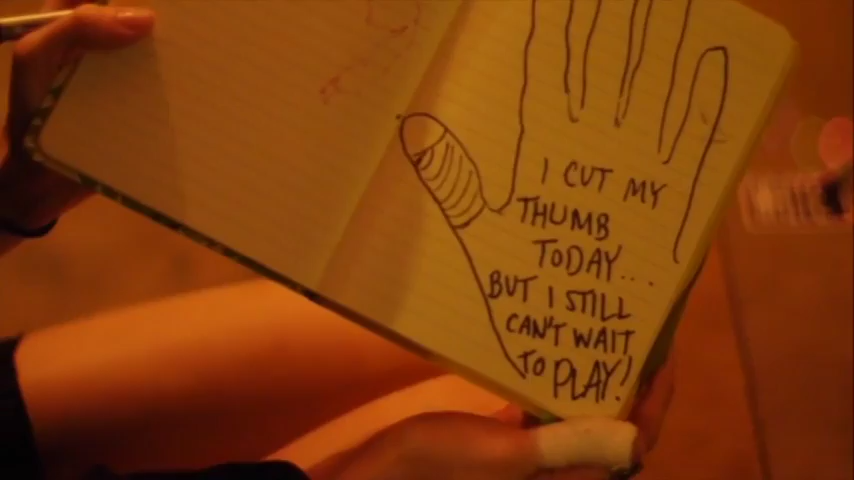 I CUT MY
THUMB
TODAY...
BUT I STILL
CAN'T WAIT
TO PLAY!